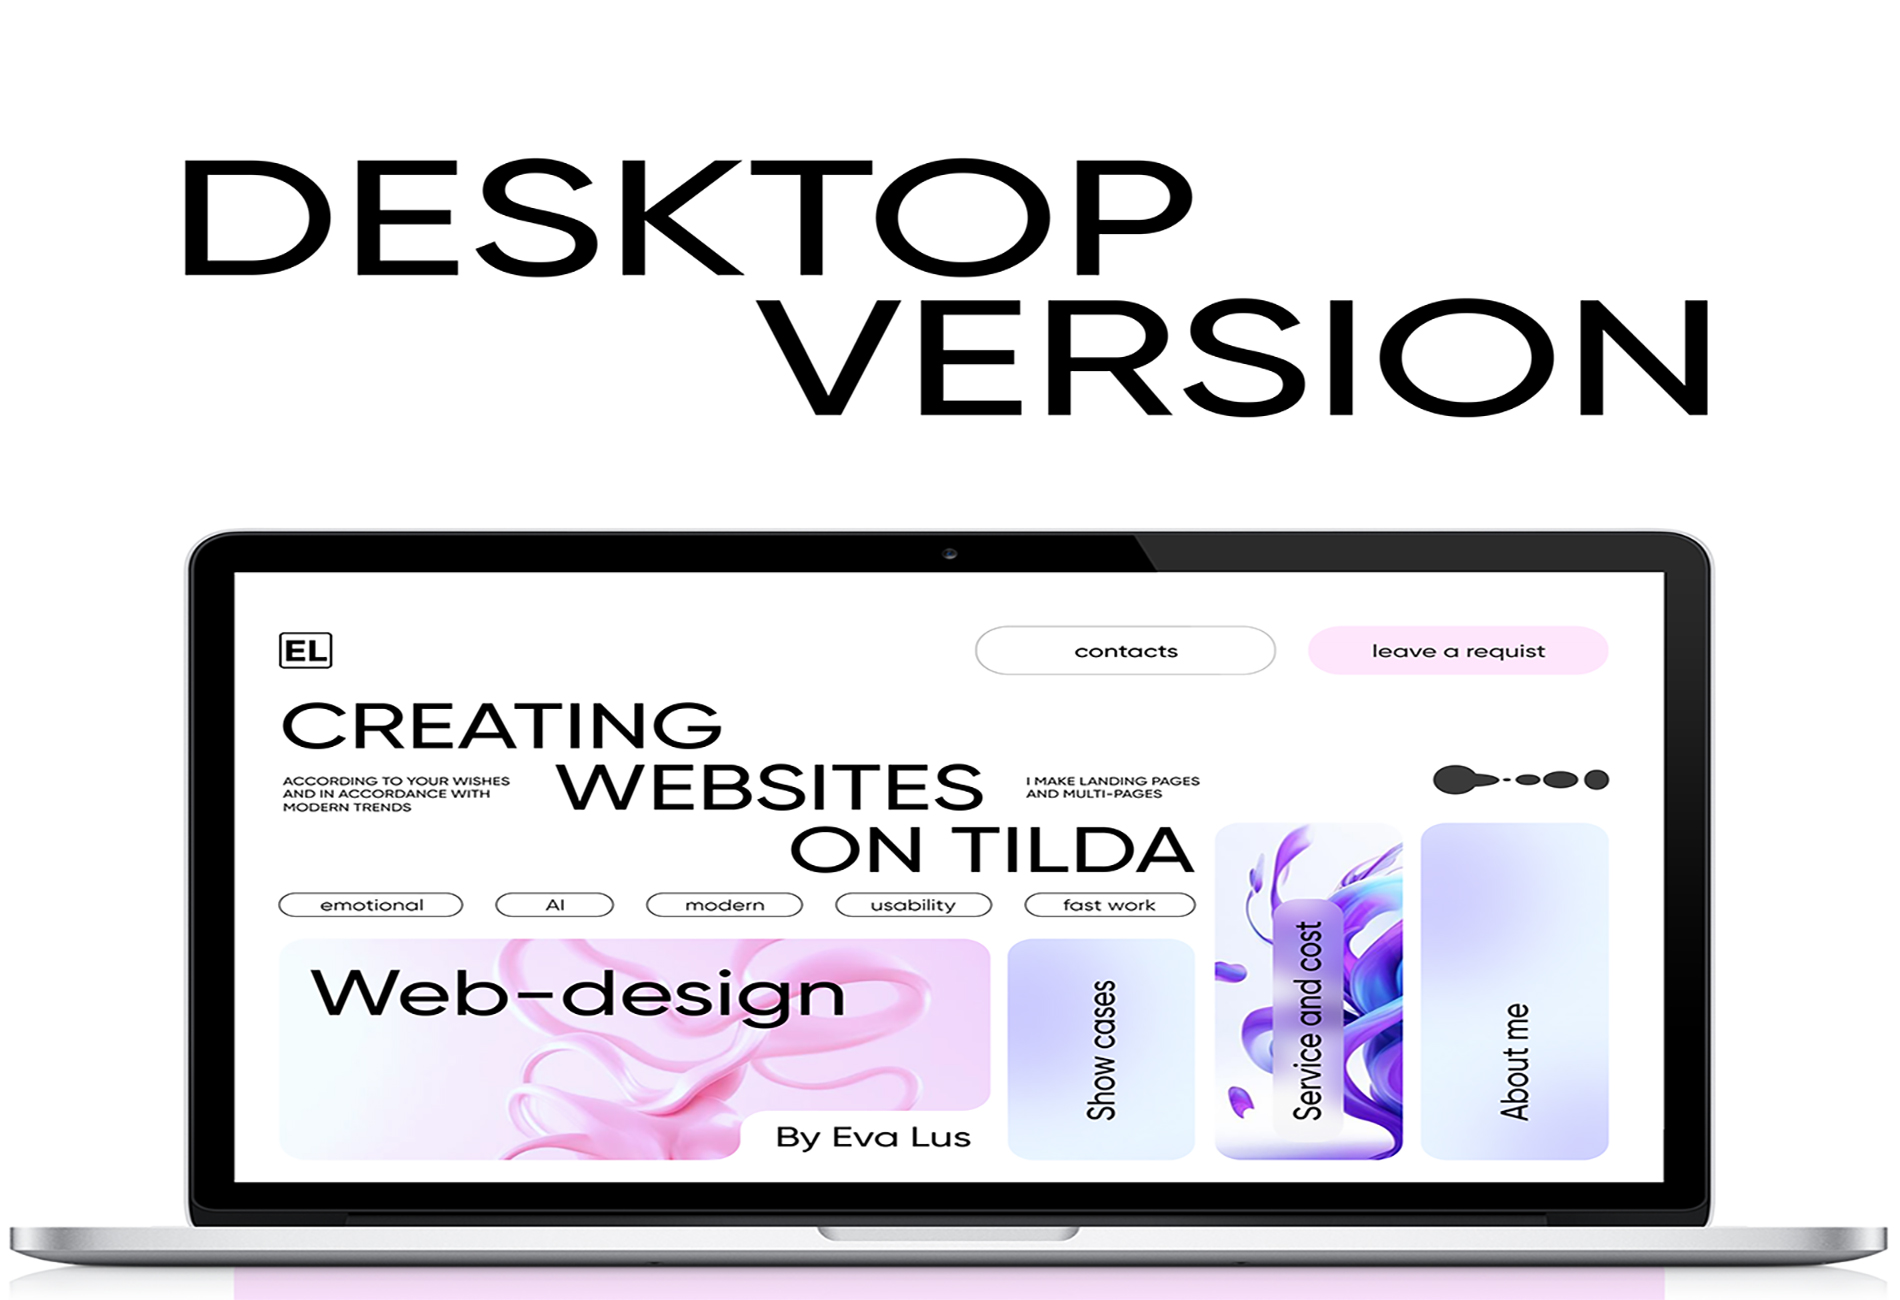 DESKTOP
VERSION
EL
contacts
leave a requist
CREATING
WEBSITES
ON TILDA
ACCORDING TO YOUR WISHES
AND IN ACCORDANCE WITH
MODERN TRENDS
I MAKE LANDING PAGES
AND MULTI-PAGES
emotional
AI
modern
usability
fast work
Web-design
By Eva Lus
Show cases
Service and cost
About me